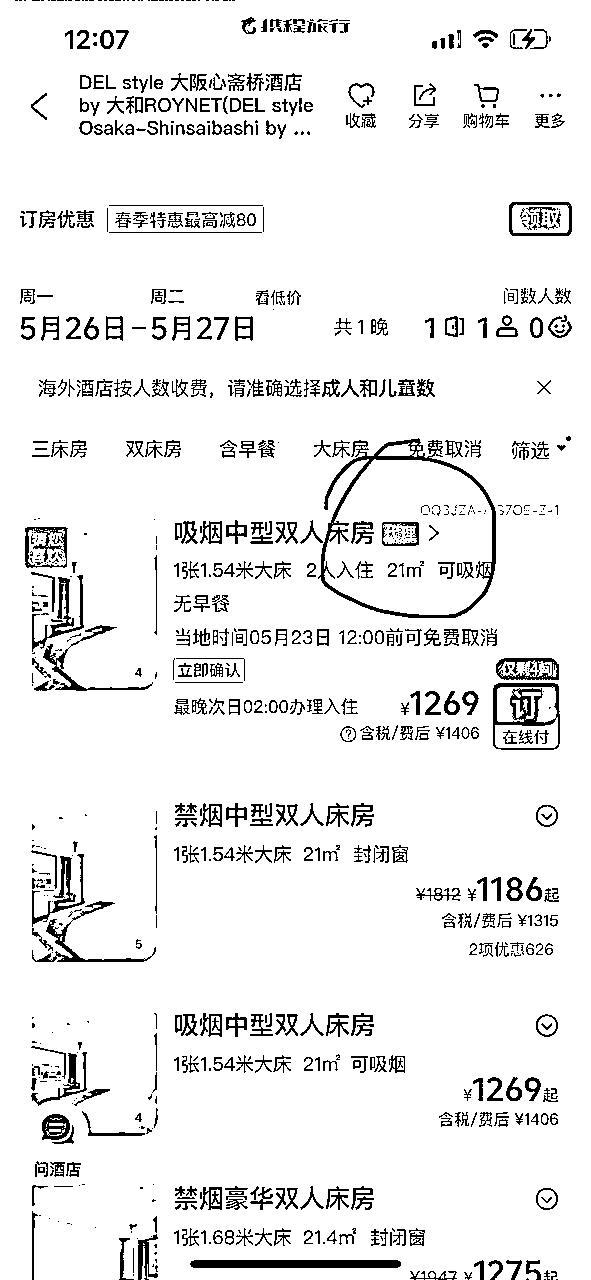 携程旅行
12:07
DEL style 大阪心斋桥酒店
by 大和ROYNET(DEL style
Osaka-Shinsaibashi by ...
收藏
分享
购物车
更多
订房优惠 春季特惠最高减80 领取
周一 周二 看低价 间数人数
5月26日-5月27日 共1晚 1 1 0
海外酒店按人数收费，请准确选择成人和儿童数
三床房 双床房 含早餐 大床房 免费取消 筛选
吸烟中型双人床房
1张1.54米大床 2人入住 21㎡ 可吸烟
无早餐
当地时间05月23日 12:00前可免费取消
4
立即确认
最晚次日02:00办理入住 ¥1269 订
含税/费后 ¥1406 在线付
禁烟中型双人床房
1张1.54米大床 21㎡ 封闭窗
¥1812 ¥1186起
含税/费后 ¥1315
5
2项优惠626
吸烟中型双人床房
1张1.54米大床 21㎡ 可吸烟
¥1269起
4
含税/费后 ¥1406
问酒店
禁烟豪华双人床房
1张1.68米大床 21.4㎡ 封闭窗
¥1947 ¥1275起